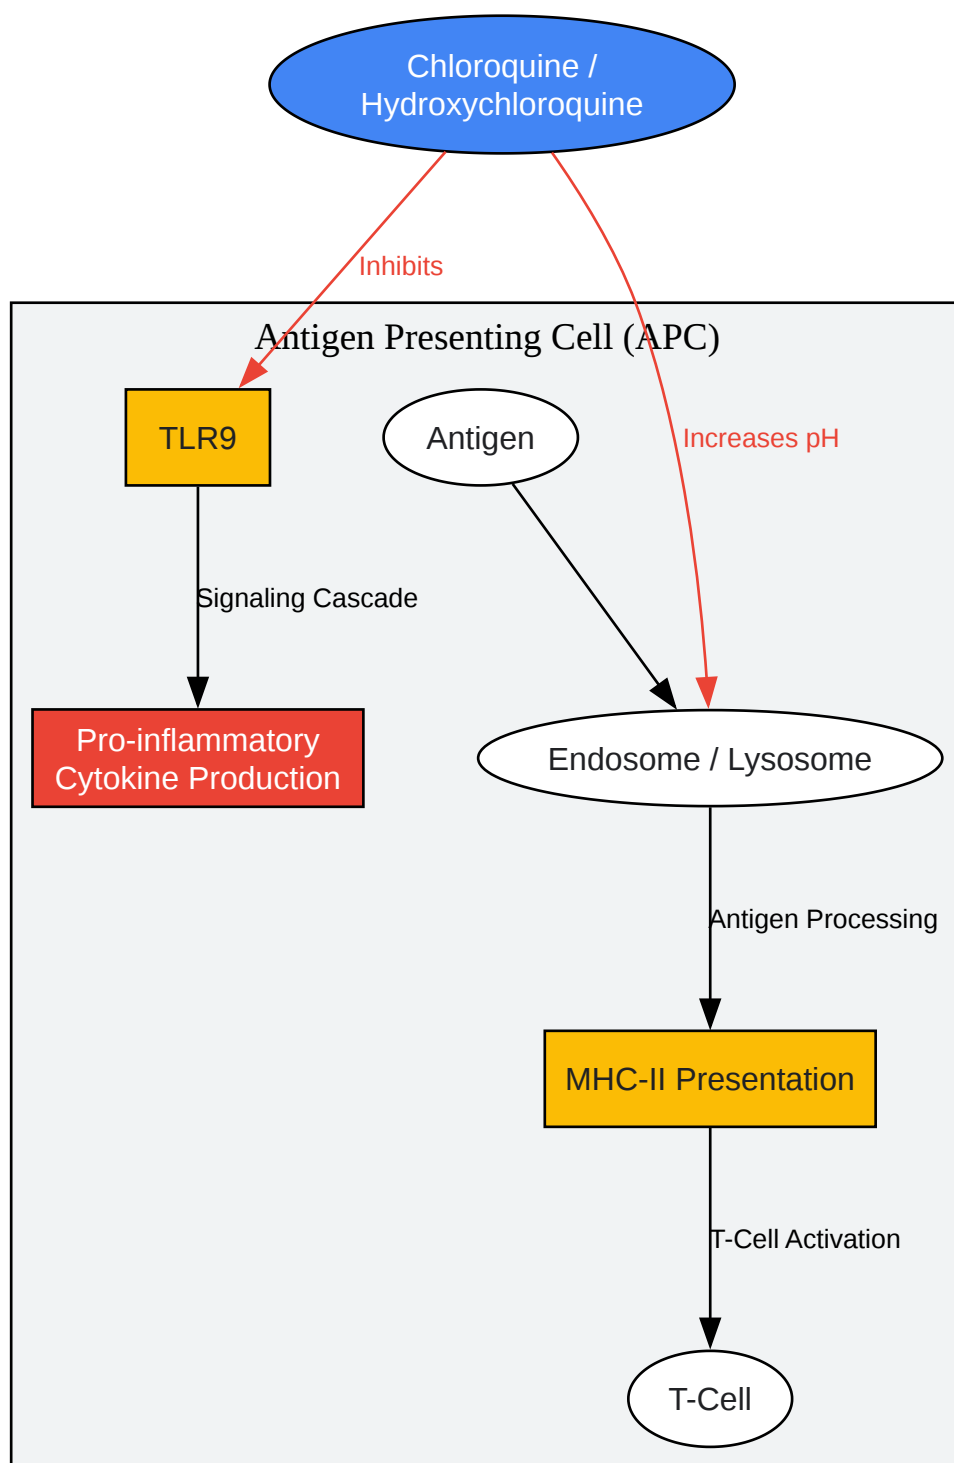 Chloroquine /
Hydroxychloroquine
Inhibits
Antigen Presenting Cell (APC)
TLR9
Antigen
Increases pH
Signaling Cascade
Pro-inflammatory
Cytokine Production
Endosome / Lysosome
Antigen Processing
MHC-II Presentation
T-Cell Activation
T-Cell